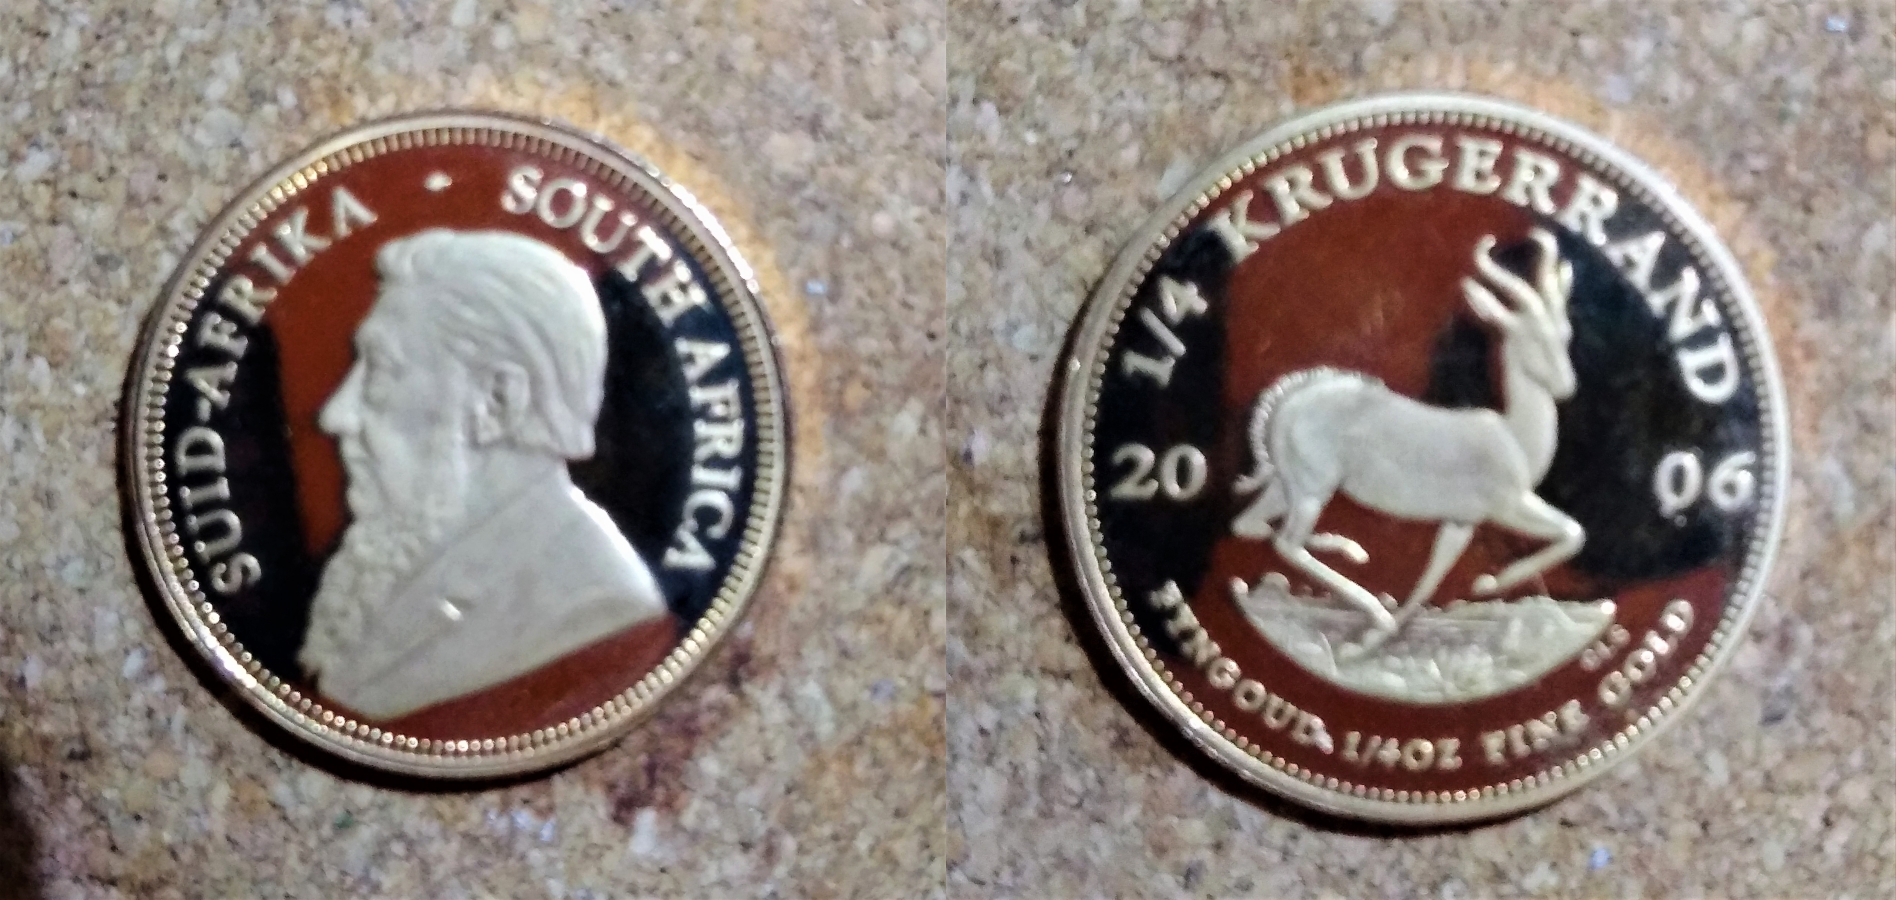 SUID-AFRIKA · SOUTH AFRICA
1/4 KRUGERRAND
20 06
FYNGOUD 1/4OZ FINE GOLD